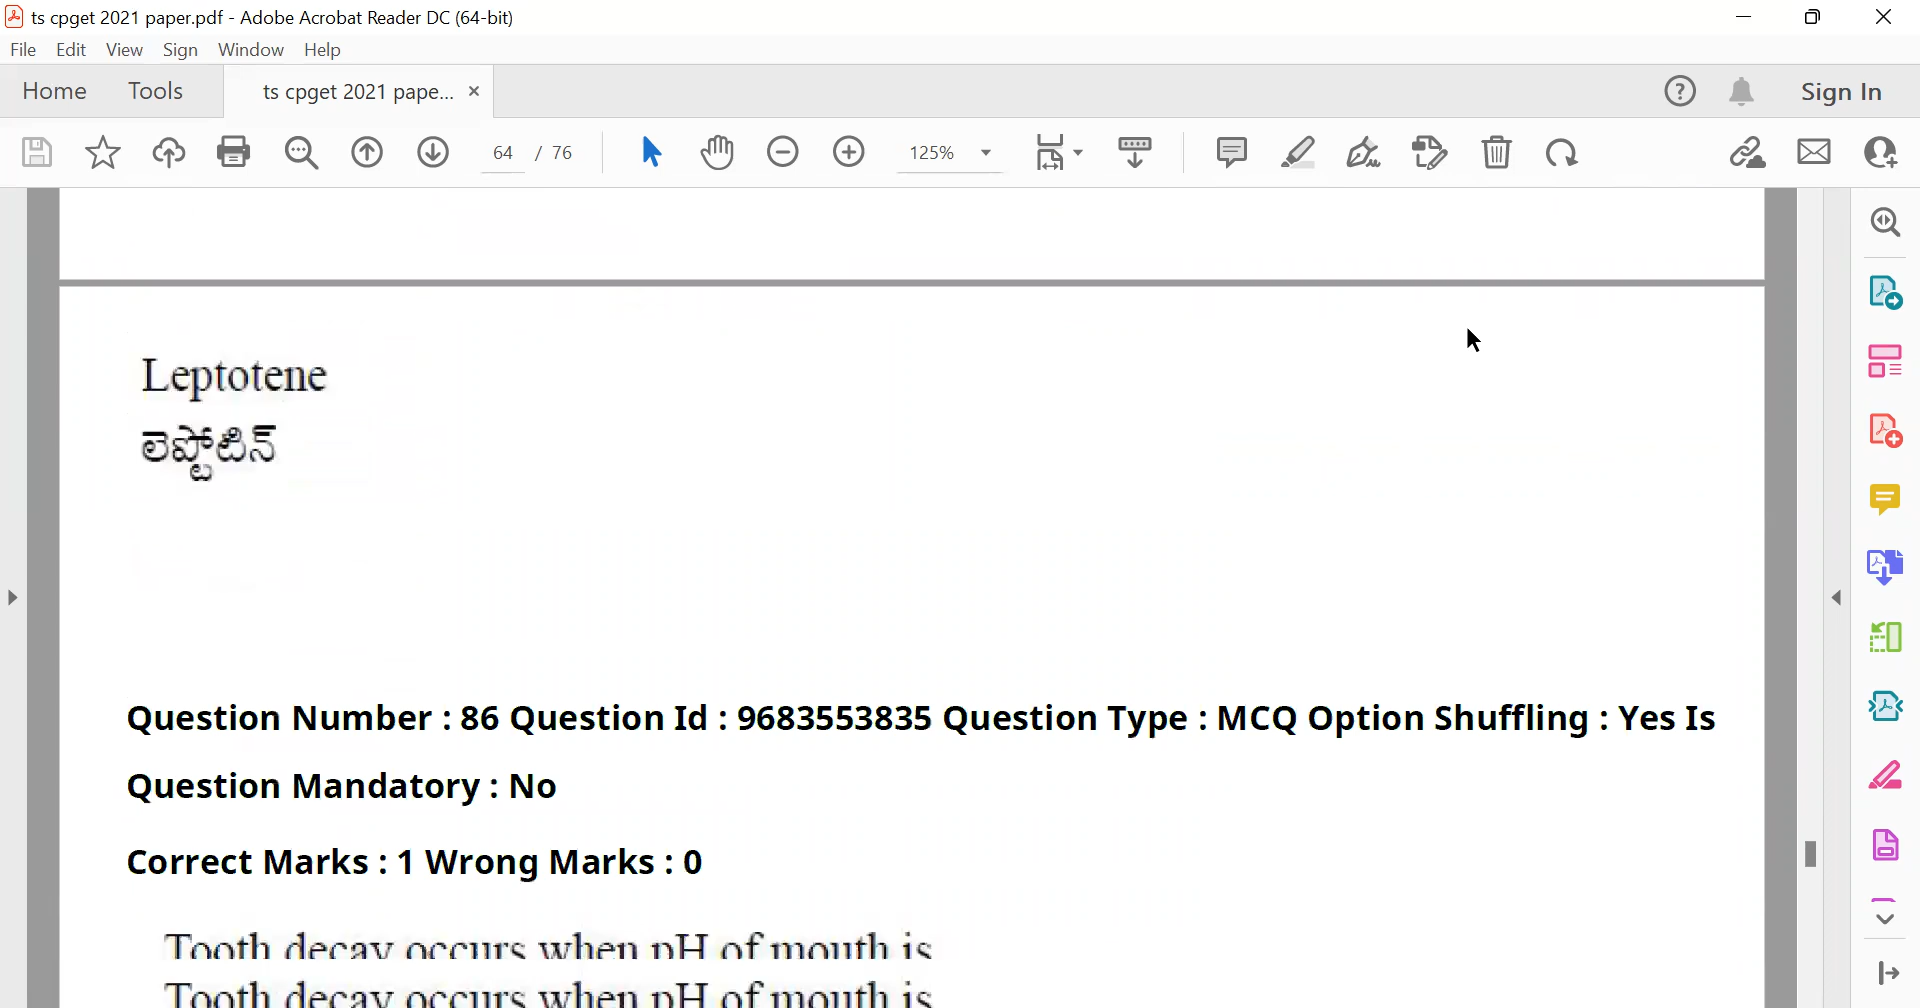 ts cpget 2021 paper.pdf - Adobe Acrobat Reader DC (64-bit)
File Edit View Sign Window Help
Home Tools ts cpget 2021 pape... × Sign In
64 / 76 125%
Leptotene
లెప్టోటిన్
Question Number : 86 Question Id : 9683553835 Question Type : MCQ Option Shuffling : Yes Is
Question Mandatory : No
Correct Marks : 1 Wrong Marks : 0
Tooth decay occurs when pH of mouth is
Tooth decay occurs when pH of mouth is